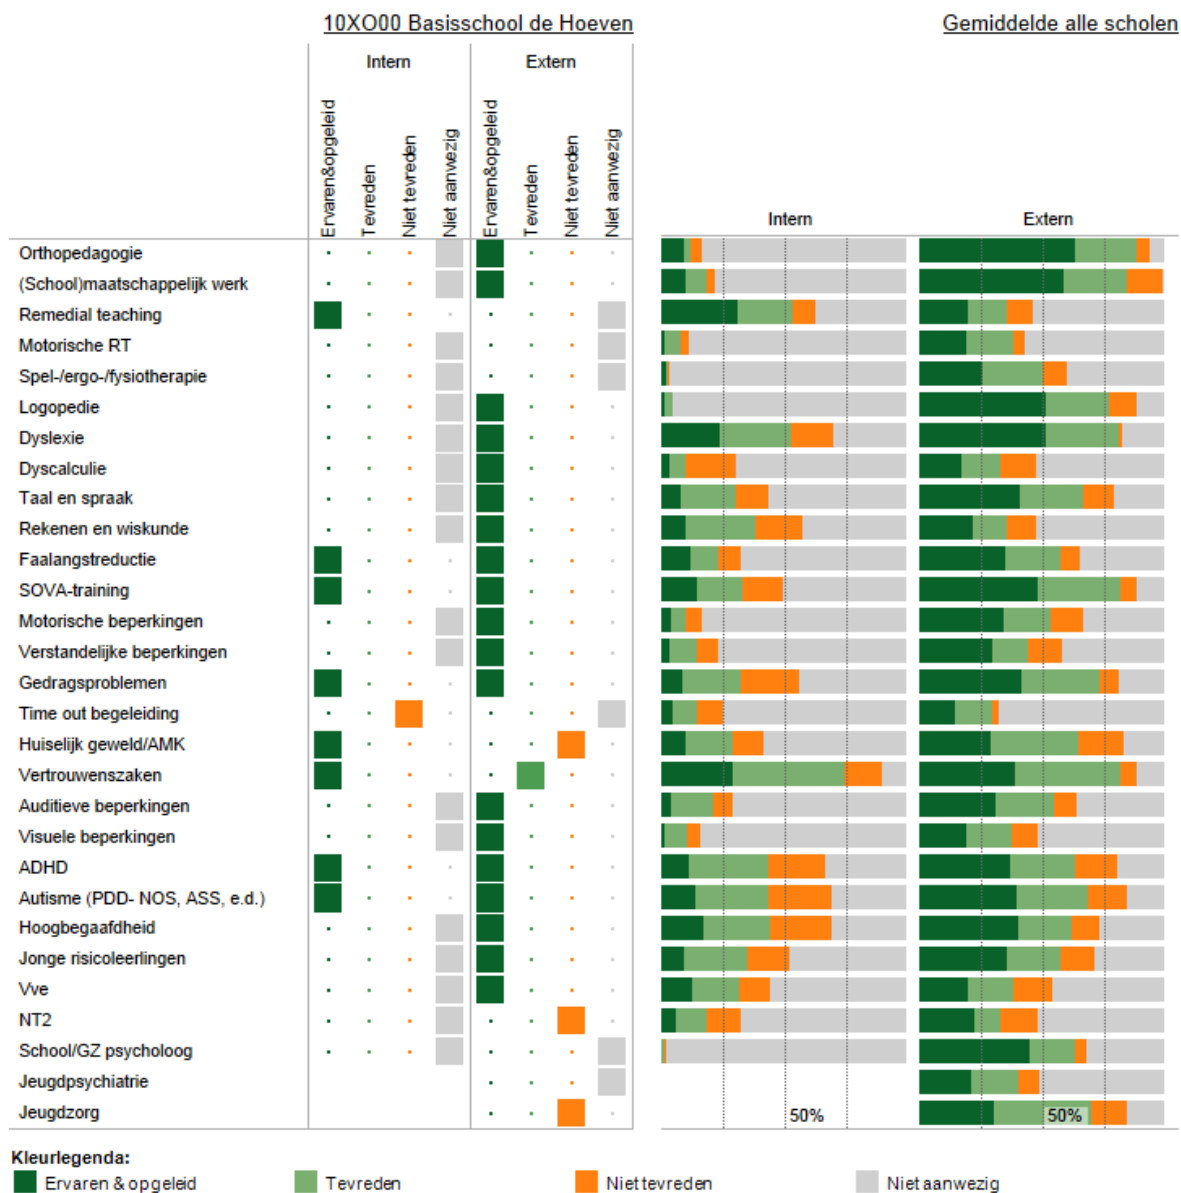 10XO00 Basisschool de Hoeven
Gemiddelde alle scholen
Intern
Extern
Ervaren&opgeleid
Tevreden
Niet tevreden
Niet aanwezig
Ervaren&opgeleid
Tevreden
Niet tevreden
Niet aanwezig
Intern
Extern
Orthopedagogie
(School)maatschappelijk werk
Remedial teaching
Motorische RT
Spel-/ergo-/fysiotherapie
Logopedie
Dyslexie
Dyscalculie
Taal en spraak
Rekenen en wiskunde
Faalangstreductie
SOVA-training
Motorische beperkingen
Verstandelijke beperkingen
Gedragsproblemen
Time out begeleiding
Huiselijk geweld/AMK
Vertrouwenszaken
Auditieve beperkingen
Visuele beperkingen
ADHD
Autisme (PDD- NOS, ASS, e.d.)
Hoogbegaafdheid
Jonge risicoleerlingen
Vve
NT2
School/GZ psycholoog
Jeugdpsychiatrie
Jeugdzorg
50%
50%
Kleurlegenda:
Ervaren & opgeleid
Tevreden
Niet tevreden
Niet aanwezig